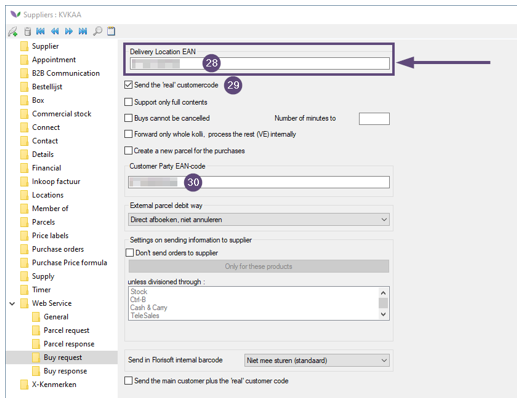 Suppliers : KVKAA
Supplier
Appointment
B2B Communication
Bestellijst
Box
Commercial stock
Connect
Contact
Details
Financial
Inkoop factuur
Locations
Member of
Parcels
Price labels
Purchase orders
Purchase Price formula
Supply
Timer
Web Service
General
Parcel request
Parcel response
Buy request
Buy response
X-Kenmerken
Delivery Location EAN
28
Send the 'real' customercode 29
Support only full contents
Buys cannot be cancelled Number of minutes to
Forward only whole kolli, process the rest (VE) internally
Create a new parcel for the purchases
Customer Party EAN-code
30
External parcel debit way
Direct afboeken, niet annuleren
Settings on sending information to supplier
Don't send orders to supplier
Only for these products
unless divisioned through :
Stock
Ctrl-B
Cash & Carry
TeleSales
Send in Florisoft internal barcode Niet mee sturen (standaard)
Send the main customer plus the 'real' customer code